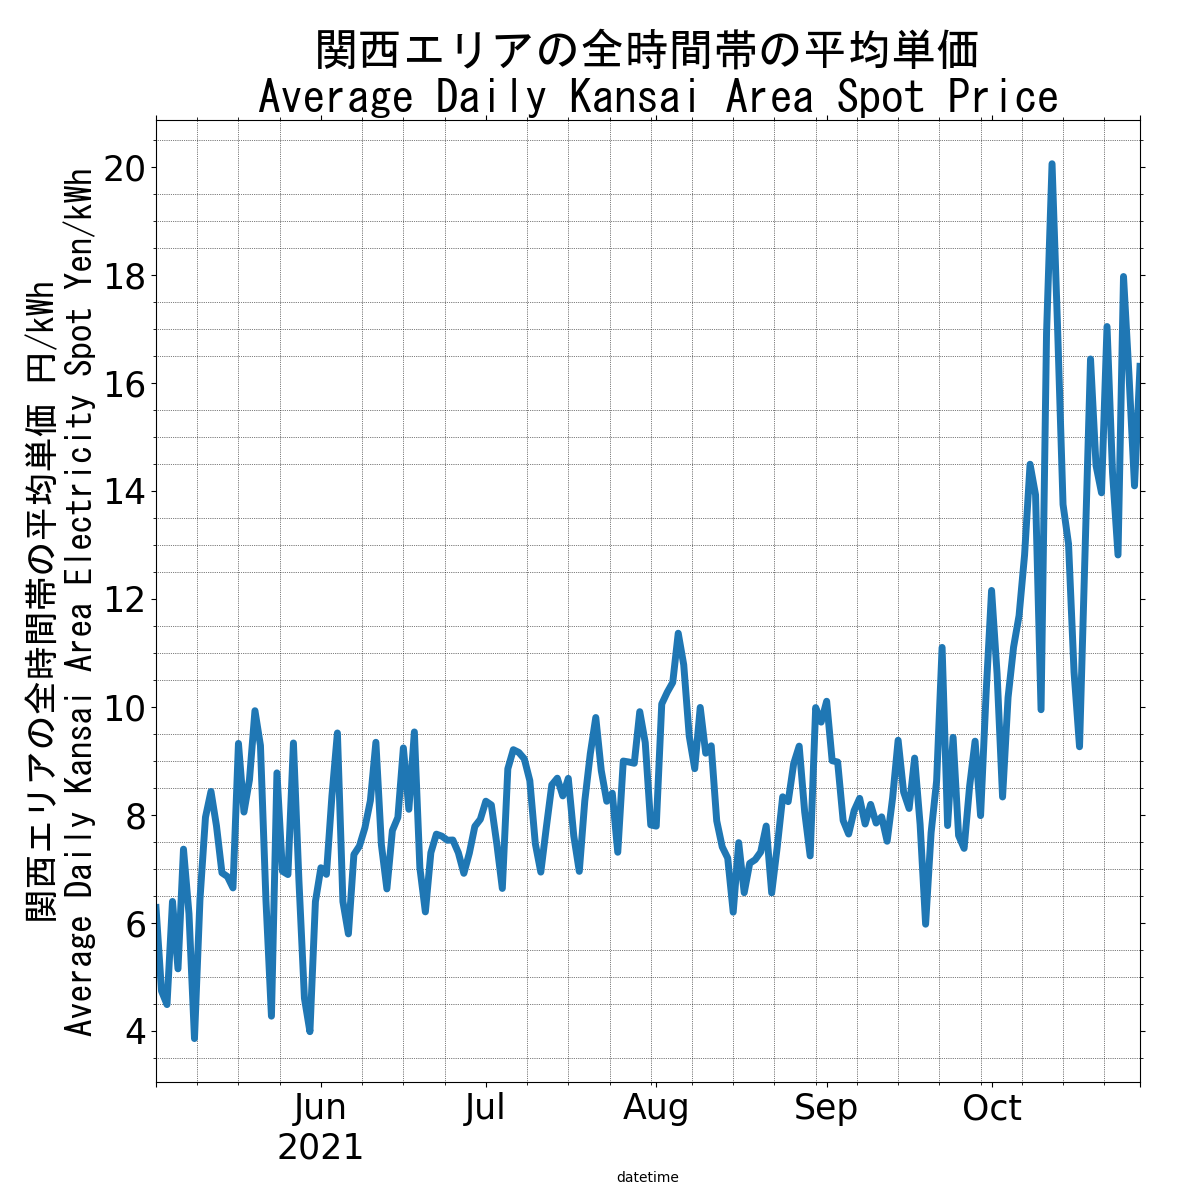 関西エリアの全時間帯の平均単価
Average Daily Kansai Area Spot Price
関西エリアの全時間帯の平均単価 円/kWh
Average Daily Kansai Area Electricity Spot Yen/kWh
20
18
16
14
12
10
8
6
4
Jun
2021
Jul
Aug
Sep
Oct
datetime